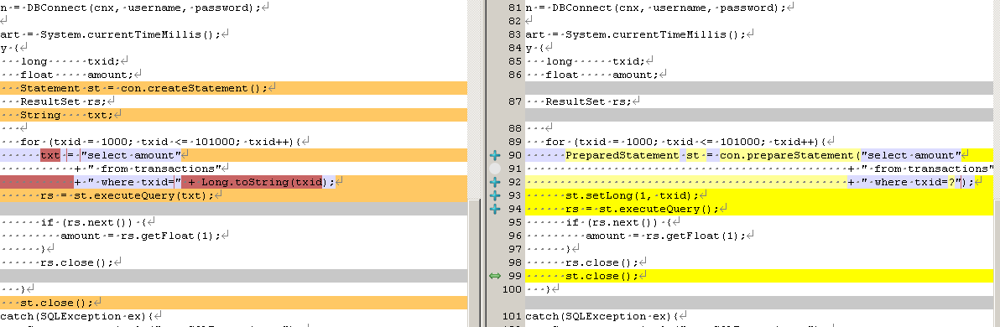 n = DBConnect(cnx, username, password);
art = System.currentTimeMillis();
y {
long txid;
float amount;
Statement st = con.createStatement();
ResultSet rs;
String txt;
for (txid = 1000; txid <= 101000; txid++){
txt = "select amount"
+ " from transactions"
+ " where txid=" + Long.toString(txid);
rs = st.executeQuery(txt);
if (rs.next()) {
amount = rs.getFloat(1);
}
rs.close();
}
st.close();
catch(SQLException ex){
81 n = DBConnect(cnx, username, password);
82
83 art = System.currentTimeMillis();
84 y {
85 long txid;
86 float amount;
87 ResultSet rs;
88
89 for (txid = 1000; txid <= 101000; txid++){
90 PreparedStatement st = con.prepareStatement("select amount"
91 + " from transactions"
92 + " where txid=?");
93 st.setLong(1, txid);
94 rs = st.executeQuery();
95 if (rs.next()) {
96 amount = rs.getFloat(1);
97 }
98 rs.close();
99 st.close();
100 }
101 catch(SQLException ex){